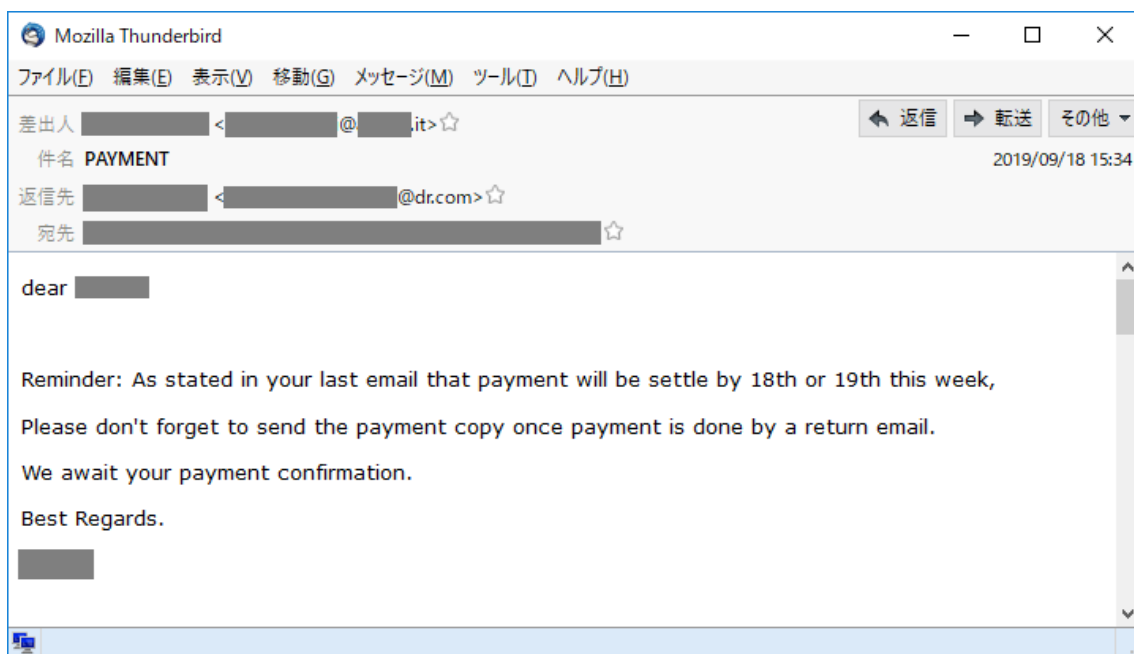 Mozilla Thunderbird
ファイル(F) 編集(E) 表示(V) 移動(G) メッセージ(M) ツール(T) ヘルプ(H)
差出人 < @ .it> 返信 転送 その他
件名 PAYMENT 2019/09/18 15:34
返信先 < @dr.com>
宛先
dear
Reminder: As stated in your last email that payment will be settle by 18th or 19th this week,
Please don't forget to send the payment copy once payment is done by a return email.
We await your payment confirmation.
Best Regards.